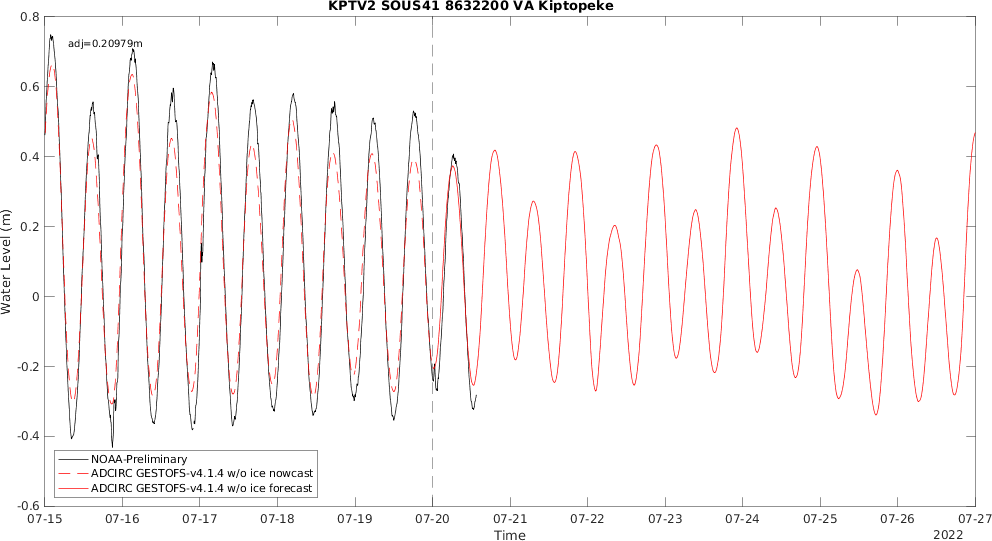 KPTV2 SOUS41 8632200 VA Kiptopeke
adj=0.20979m
Water Level (m)
0.8
0.6
0.4
0.2
0
-0.2
-0.4
-0.6
NOAA-Preliminary
ADCIRC GESTOFS-v4.1.4 w/o ice nowcast
ADCIRC GESTOFS-v4.1.4 w/o ice forecast
07-15 07-16 07-17 07-18 07-19 07-20 07-21 07-22 07-23 07-24 07-25 07-26 07-27
Time
2022